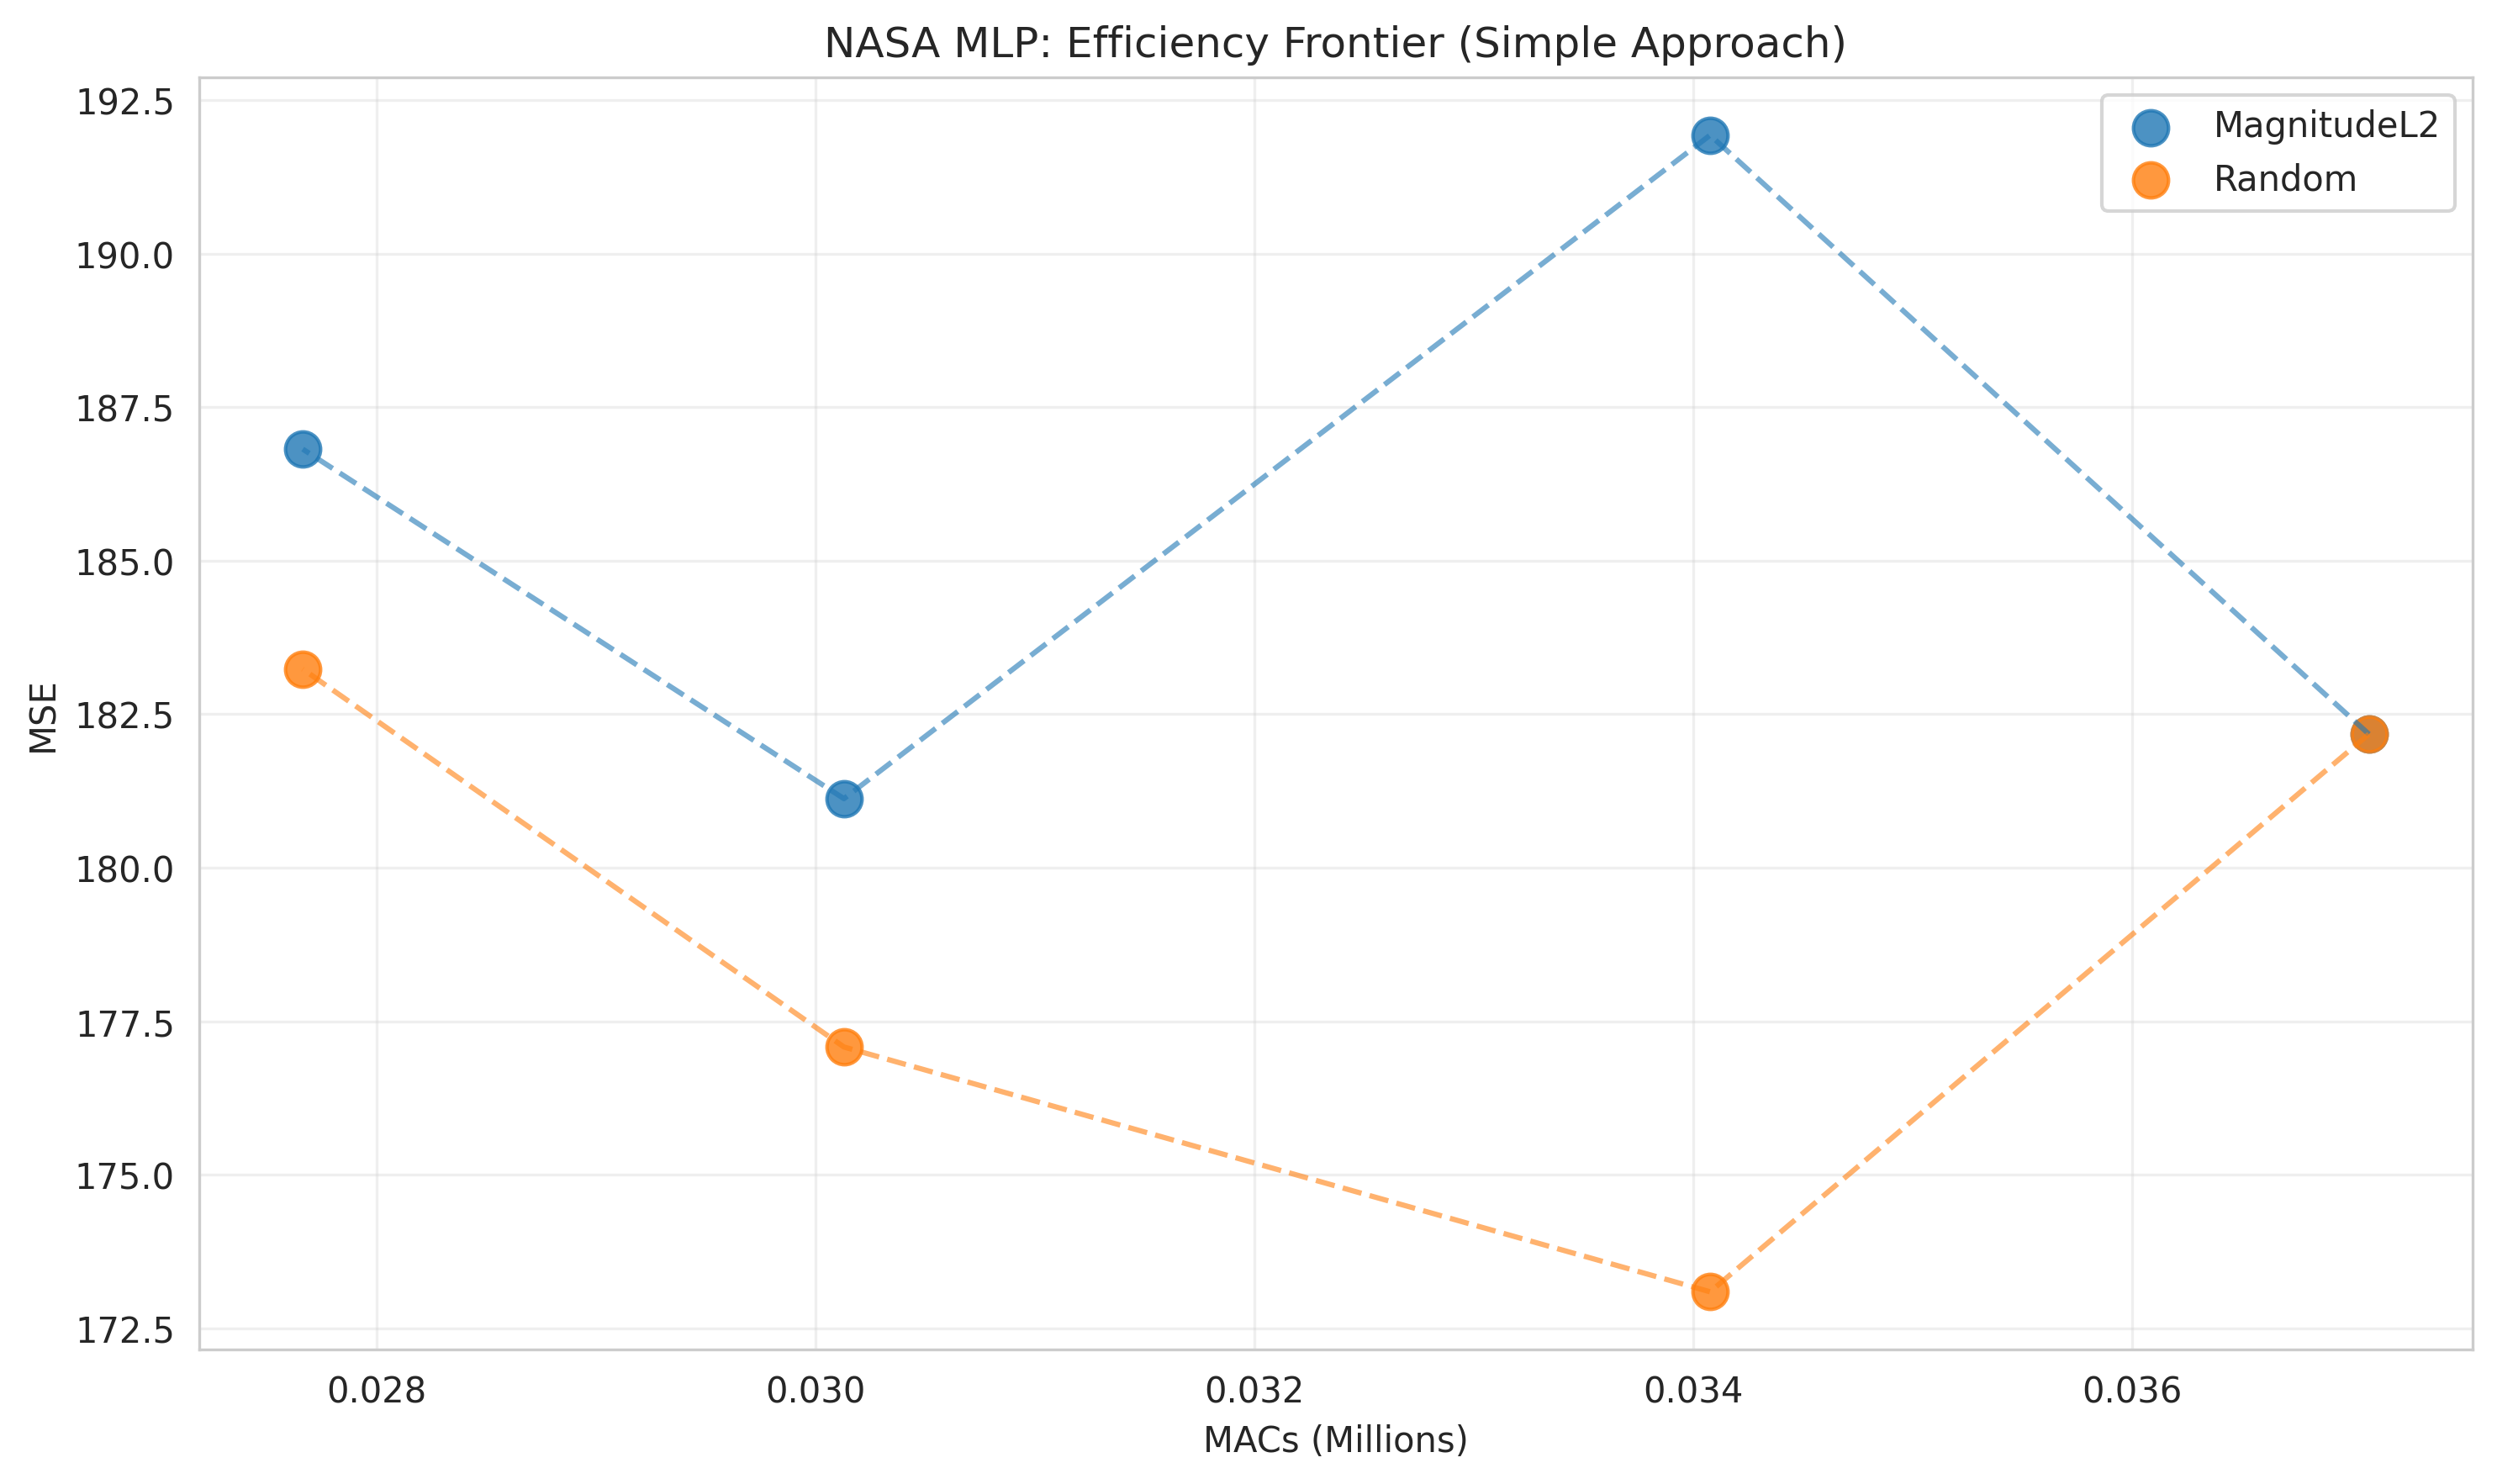 NASA MLP: Efficiency Frontier (Simple Approach)
MagnitudeL2
Random
MSE
192.5
190.0
187.5
185.0
182.5
180.0
177.5
175.0
172.5
0.028 0.030 0.032 0.034 0.036
MACs (Millions)